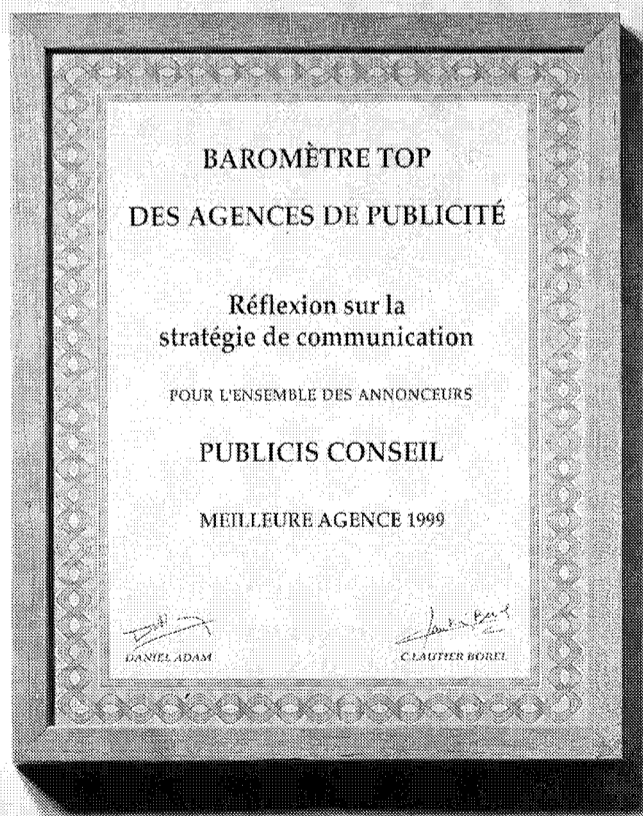 BAROMÈTRE TOP
DES AGENCES DE PUBLICITÉ
Réflexion sur la
stratégie de communication
POUR L'ENSEMBLE DES ANNONCEURS
PUBLICIS CONSEIL
MEILLEURE AGENCE 1999
DANIEL ADAM
C.LAUTIER BOREL